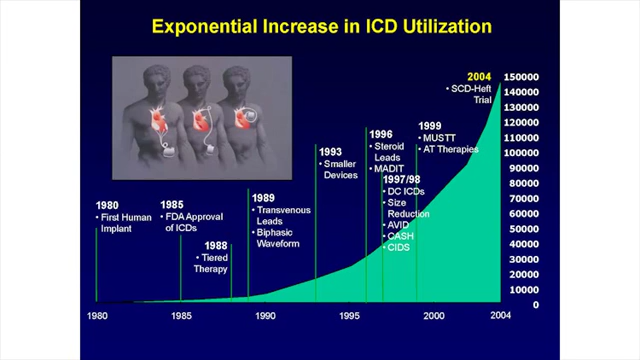 Exponential Increase in ICD Utilization
2004
• SCD-Heft
Trial
1980
• First Human
Implant
1985
• FDA Approval
of ICDs
1988
• Tiered
Therapy
1989
• Transvenous
Leads
• Biphasic
Waveform
1993
• Smaller
Devices
1996
• Steroid
Leads
• MADIT
1997/98
• DC ICDs
• Size
Reduction
• AVID
• CASH
• CIDS
1999
• MUSTT
• AT Therapies
150000
140000
130000
120000
110000
100000
90000
80000
70000
60000
50000
40000
30000
20000
10000
0
1980
1985
1990
1995
2000
2004